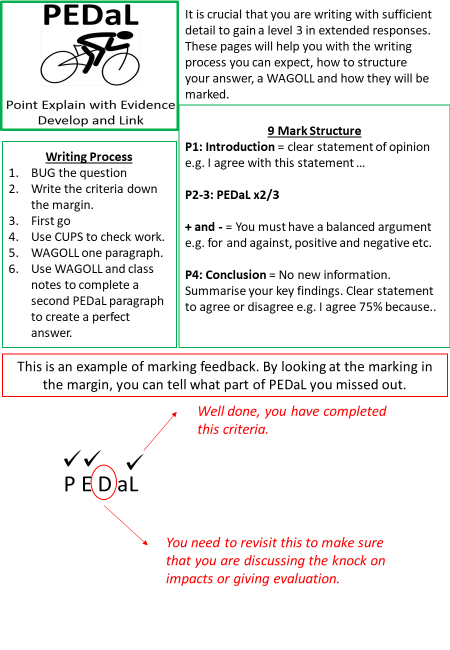 PEDaL
Point Explain with Evidence
Develop and Link
It is crucial that you are writing with sufficient
detail to gain a level 3 in extended responses.
These pages will help you with the writing
process you can expect, how to structure
your answer, a WAGOLL and how they will be
marked.
Writing Process
1. BUG the question
2. Write the criteria down
the margin.
3. First go
4. Use CUPS to check work.
5. WAGOLL one paragraph.
6. Use WAGOLL and class
notes to complete a
second PEDaL paragraph
to create a perfect
answer.
9 Mark Structure
P1: Introduction = clear statement of opinion
e.g. I agree with this statement ...
P2-3: PEDaL x2/3
+ and - = You must have a balanced argument
e.g. for and against, positive and negative etc.
P4: Conclusion = No new information.
Summarise your key findings. Clear statement
to agree or disagree e.g. I agree 75% because..
This is an example of marking feedback. By looking at the marking in
the margin, you can tell what part of PEDaL you missed out.
Well done, you have completed
this criteria.
P E D aL
You need to revisit this to make sure
that you are discussing the knock on
impacts or giving evaluation.